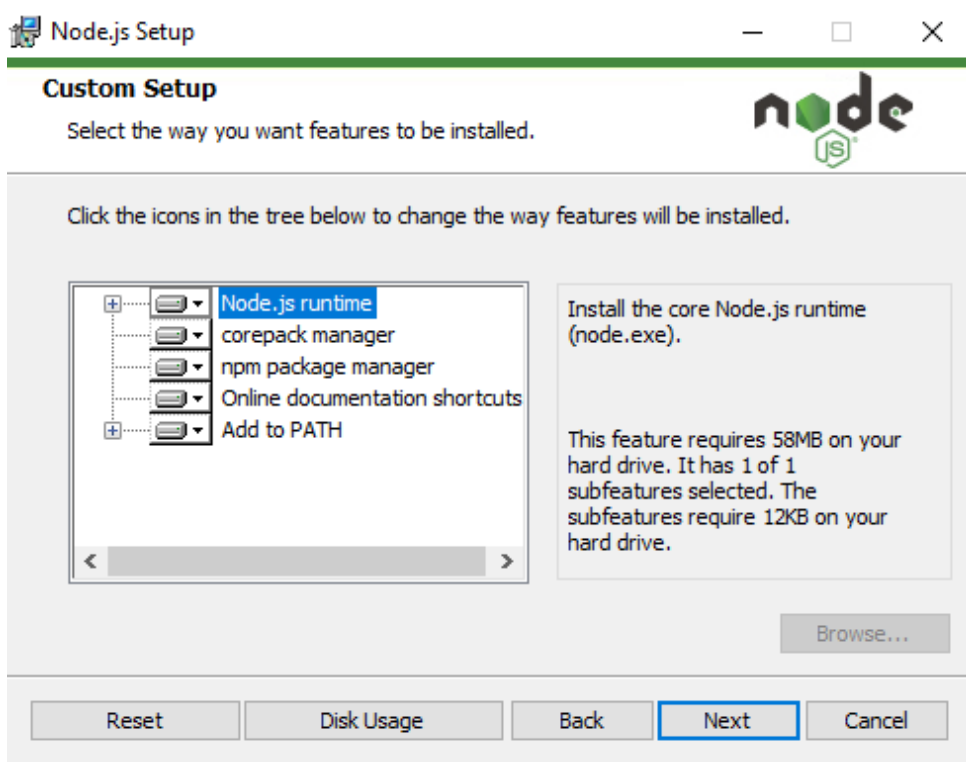 Node.js Setup
Custom Setup
Select the way you want features to be installed.
node
JS
Click the icons in the tree below to change the way features will be installed.
Node.js runtime
corepack manager
npm package manager
Online documentation shortcuts
Add to PATH
Install the core Node.js runtime
(node.exe).
This feature requires 58MB on your
hard drive. It has 1 of 1
subfeatures selected. The
subfeatures require 12KB on your
hard drive.
Browse...
Reset
Disk Usage
Back
Next
Cancel